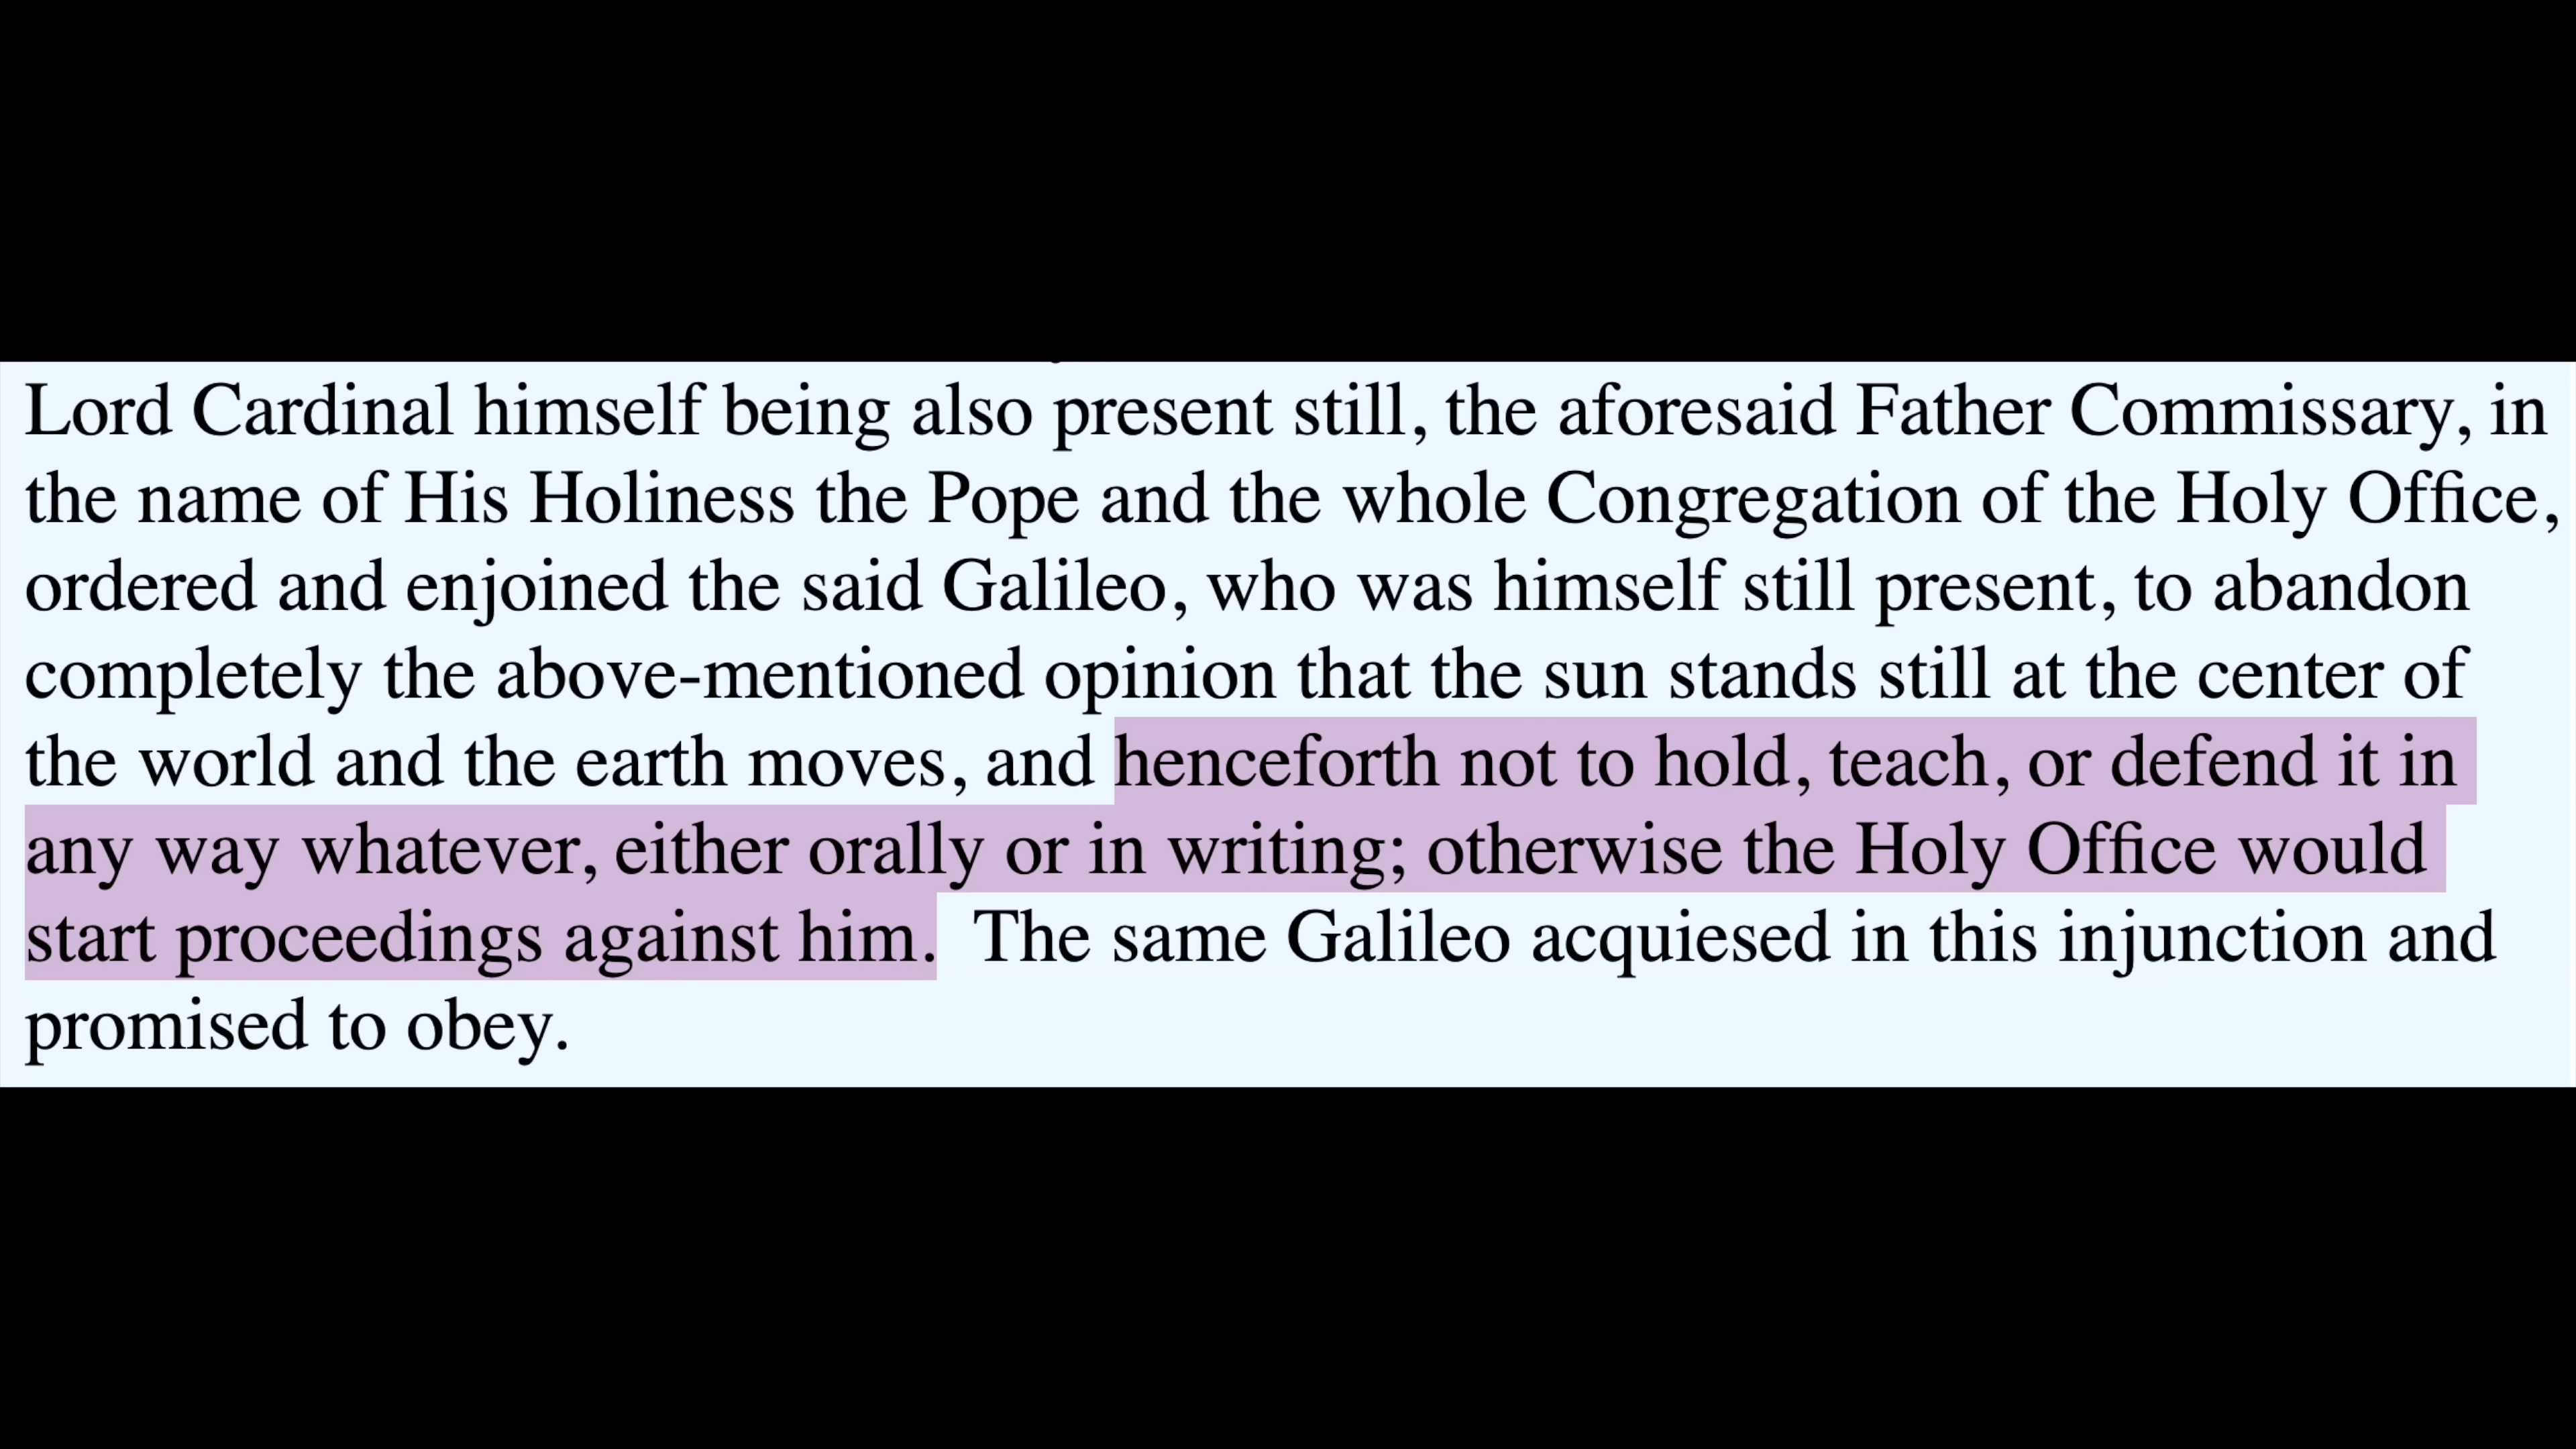 Lord Cardinal himself being also present still, the aforesaid Father Commissary, in
the name of His Holiness the Pope and the whole Congregation of the Holy Office,
ordered and enjoined the said Galileo, who was himself still present, to abandon
completely the above-mentioned opinion that the sun stands still at the center of
the world and the earth moves, and henceforth not to hold, teach, or defend it in
any way whatever, either orally or in writing; otherwise the Holy Office would
start proceedings against him.  The same Galileo acquiesed in this injunction and
promised to obey.